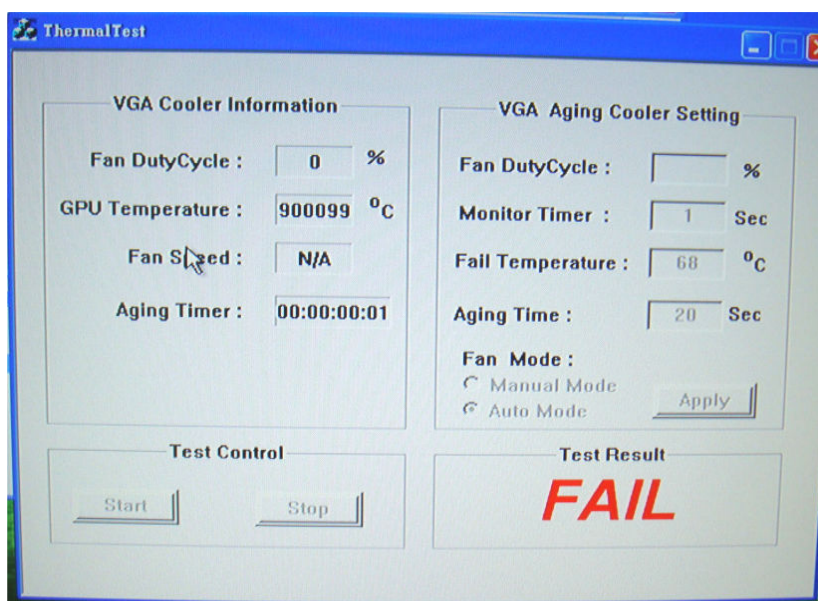 ThermalTest
VGA Cooler Information
Fan DutyCycle : 0 %
GPU Temperature : 900099 °C
Fan Speed : N/A
Aging Timer : 00:00:00:01
VGA Aging Cooler Setting
Fan DutyCycle : %
Monitor Timer : 1 Sec
Fail Temperature : 68 °C
Aging Time : 20 Sec
Fan Mode :
Manual Mode
Auto Mode
Apply
Test Control
Start
Stop
Test Result
FAIL